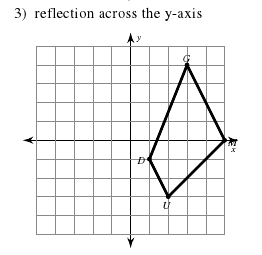 3) reflection across the y-axis
y
G
M
x
D
U